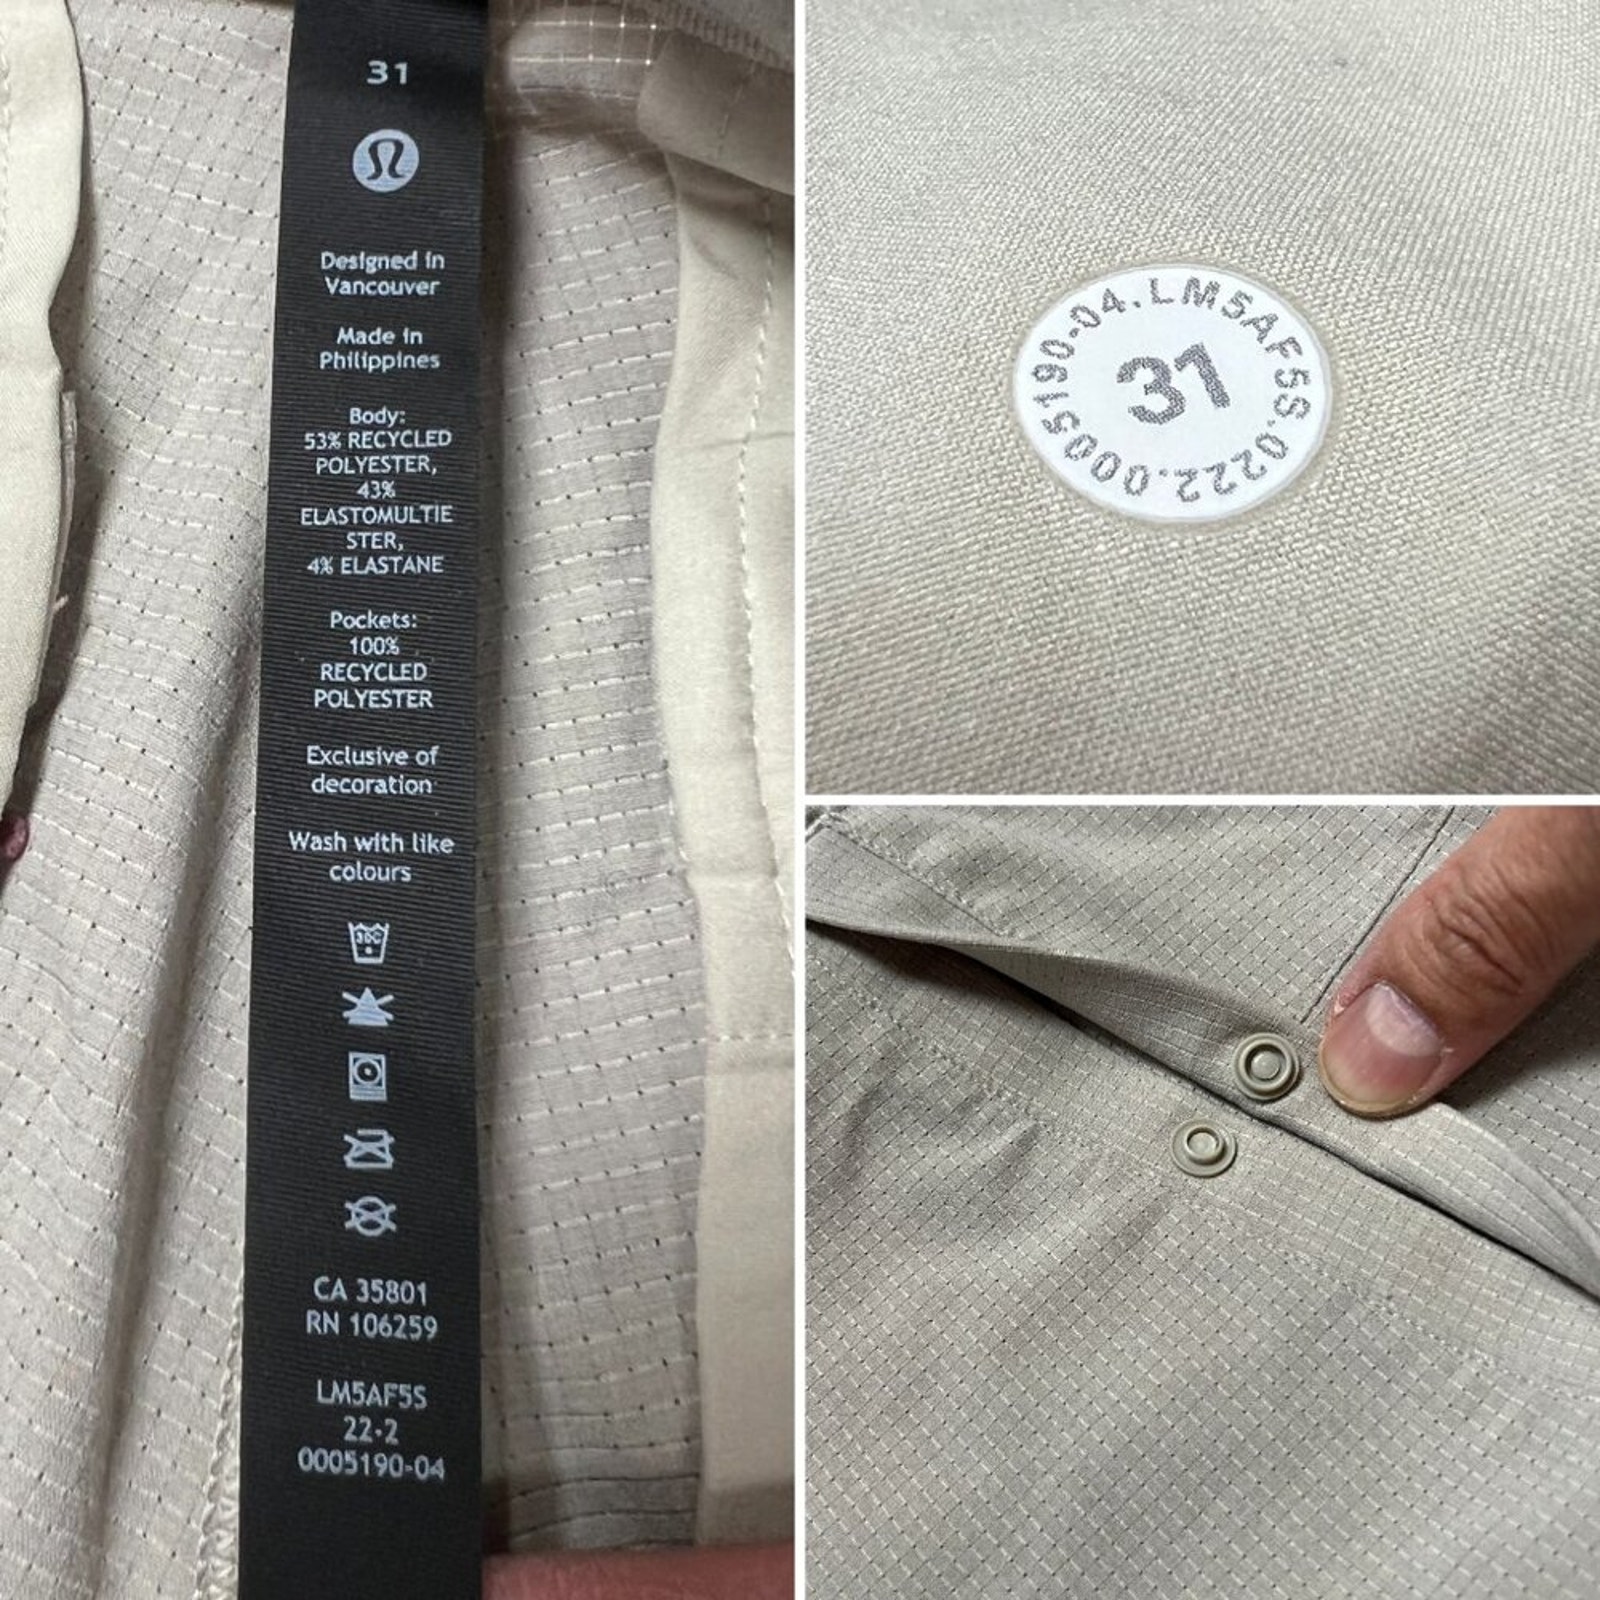 31
Designed in
Vancouver
Made in
Philippines
Body:
53% RECYCLED
POLYESTER,
43%
ELASTOMULTIE
STER,
4% ELASTANE
Pockets:
100%
RECYCLED
POLYESTER
Exclusive of
decoration
Wash with like
colours
30C
CA 35801
RN 106259
LM5AF5S
22-2
0005190-04
0005190-04.LM5AF5S.0222.
31